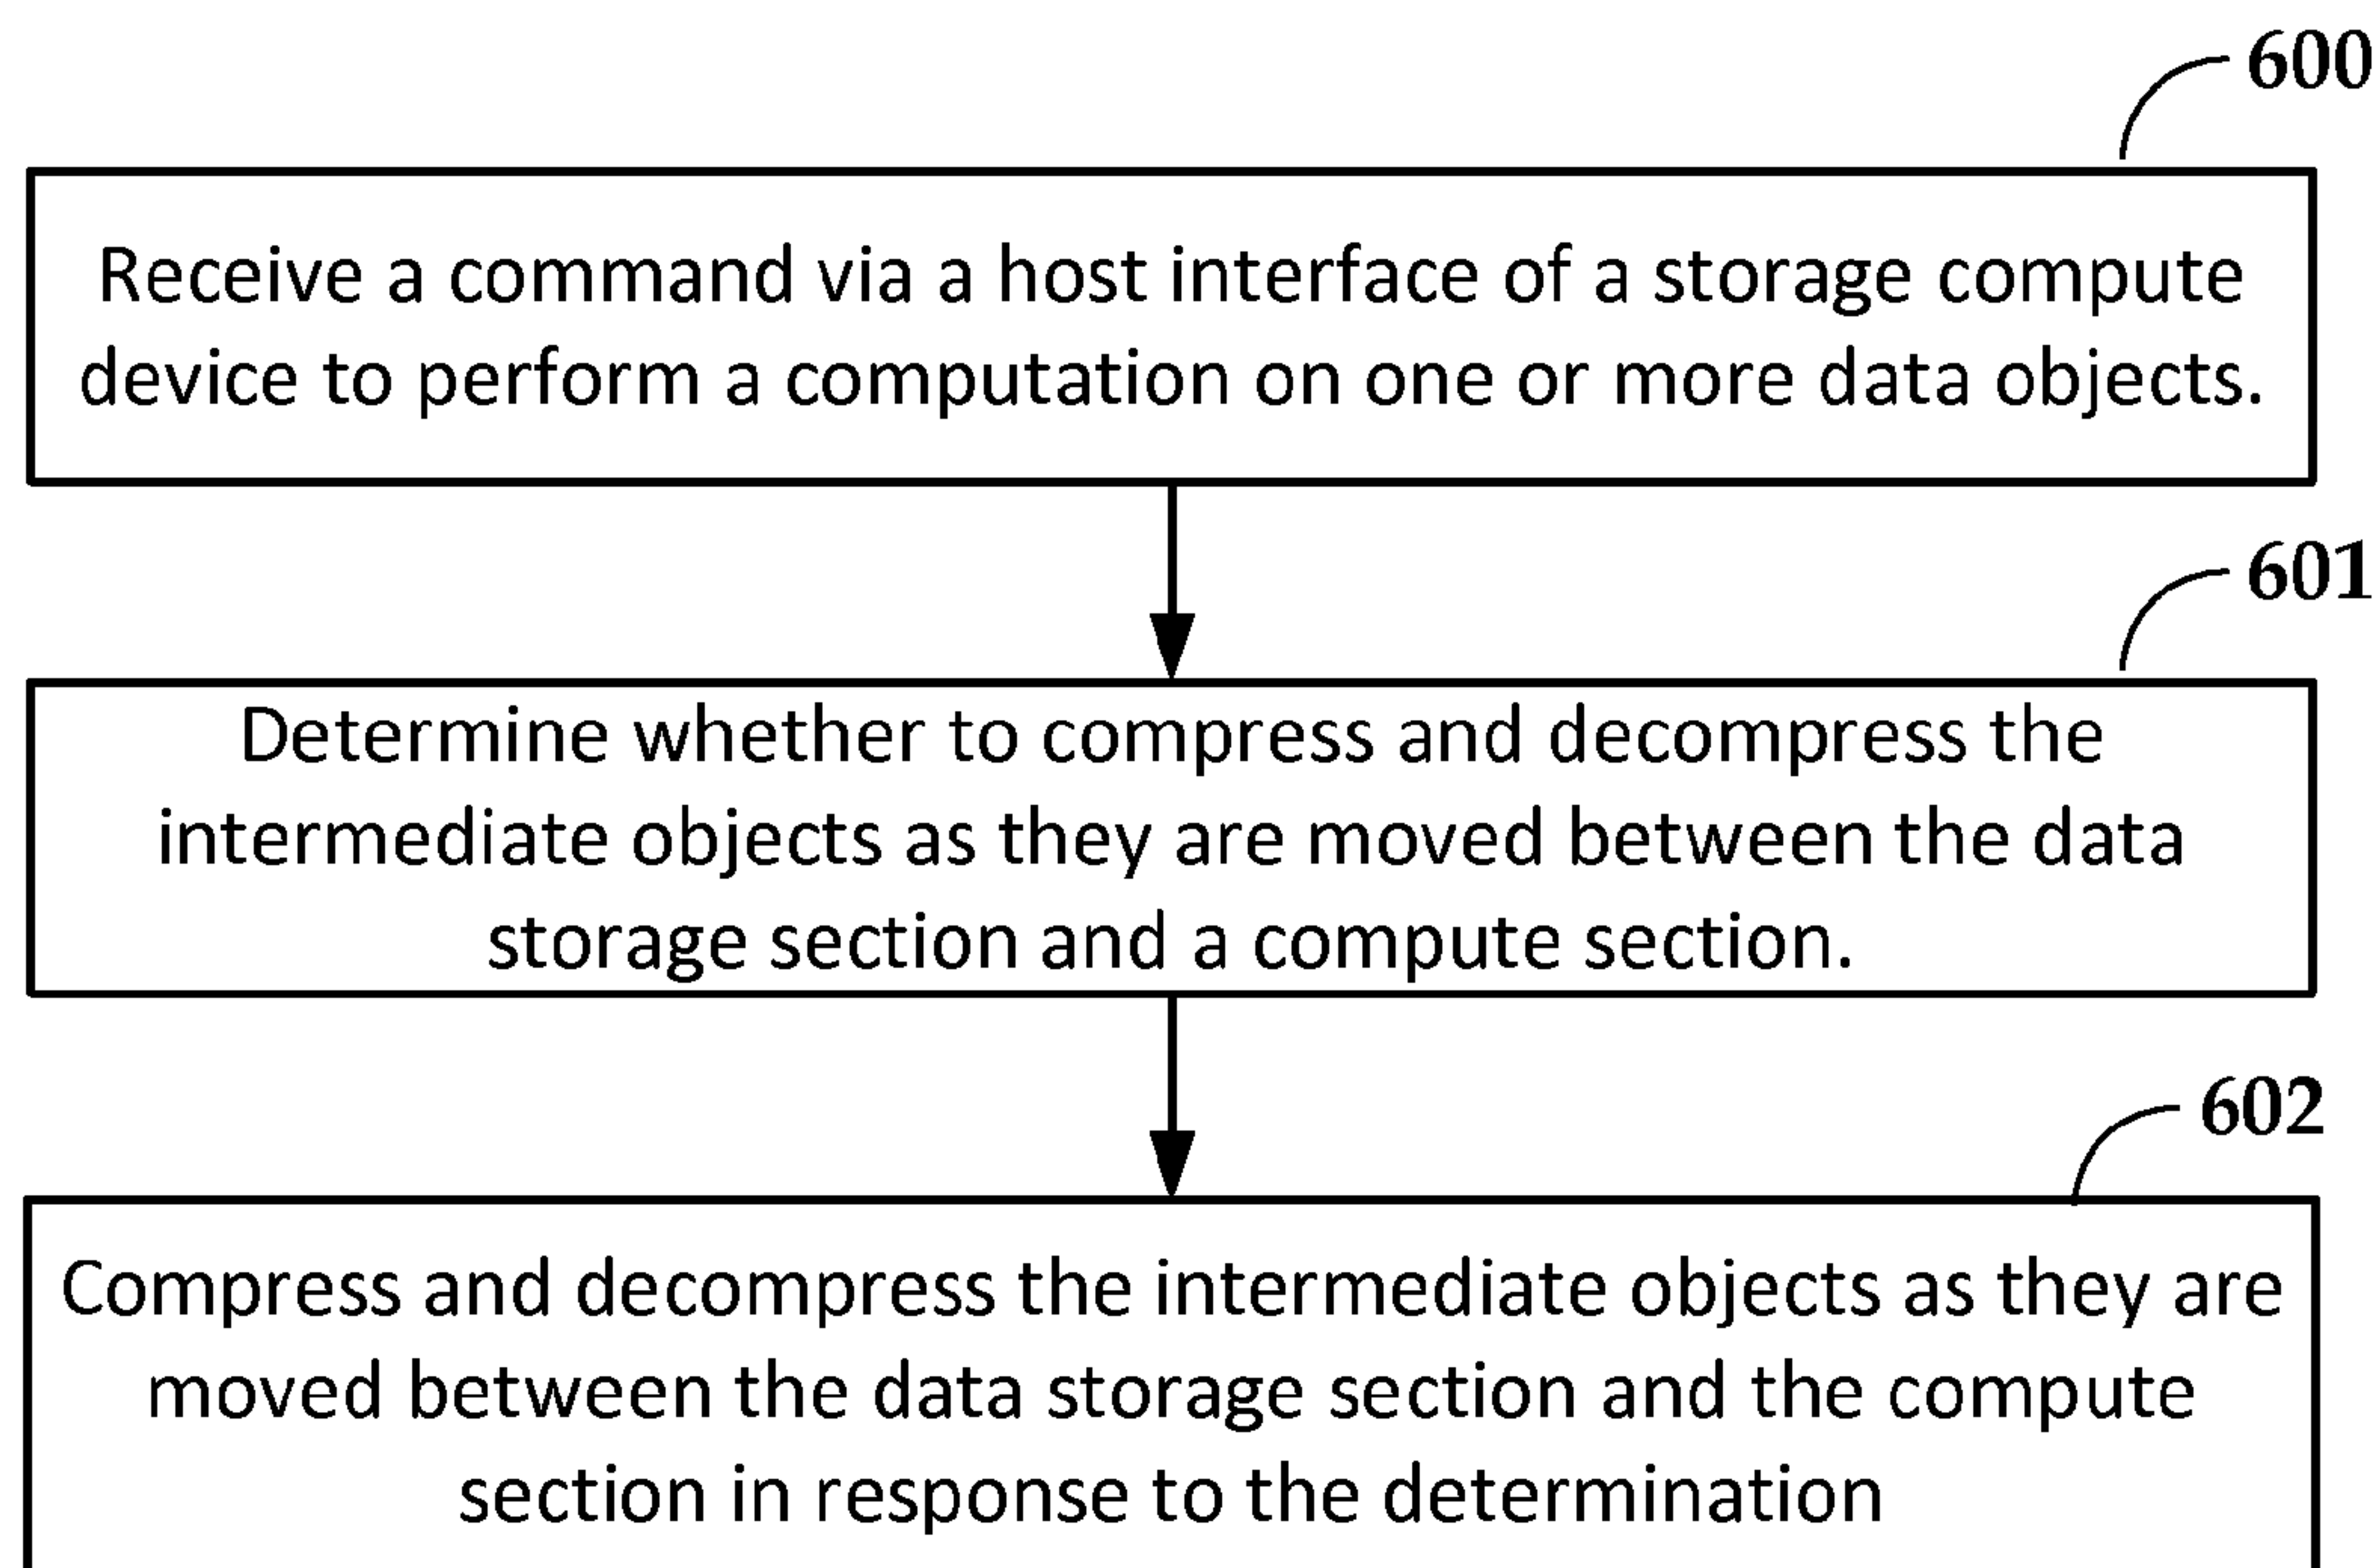 600
Receive a command via a host interface of a storage compute
device to perform a computation on one or more data objects.
601
Determine whether to compress and decompress the
intermediate objects as they are moved between the data
storage section and a compute section.
602
Compress and decompress the intermediate objects as they are
moved between the data storage section and the compute
section in response to the determination